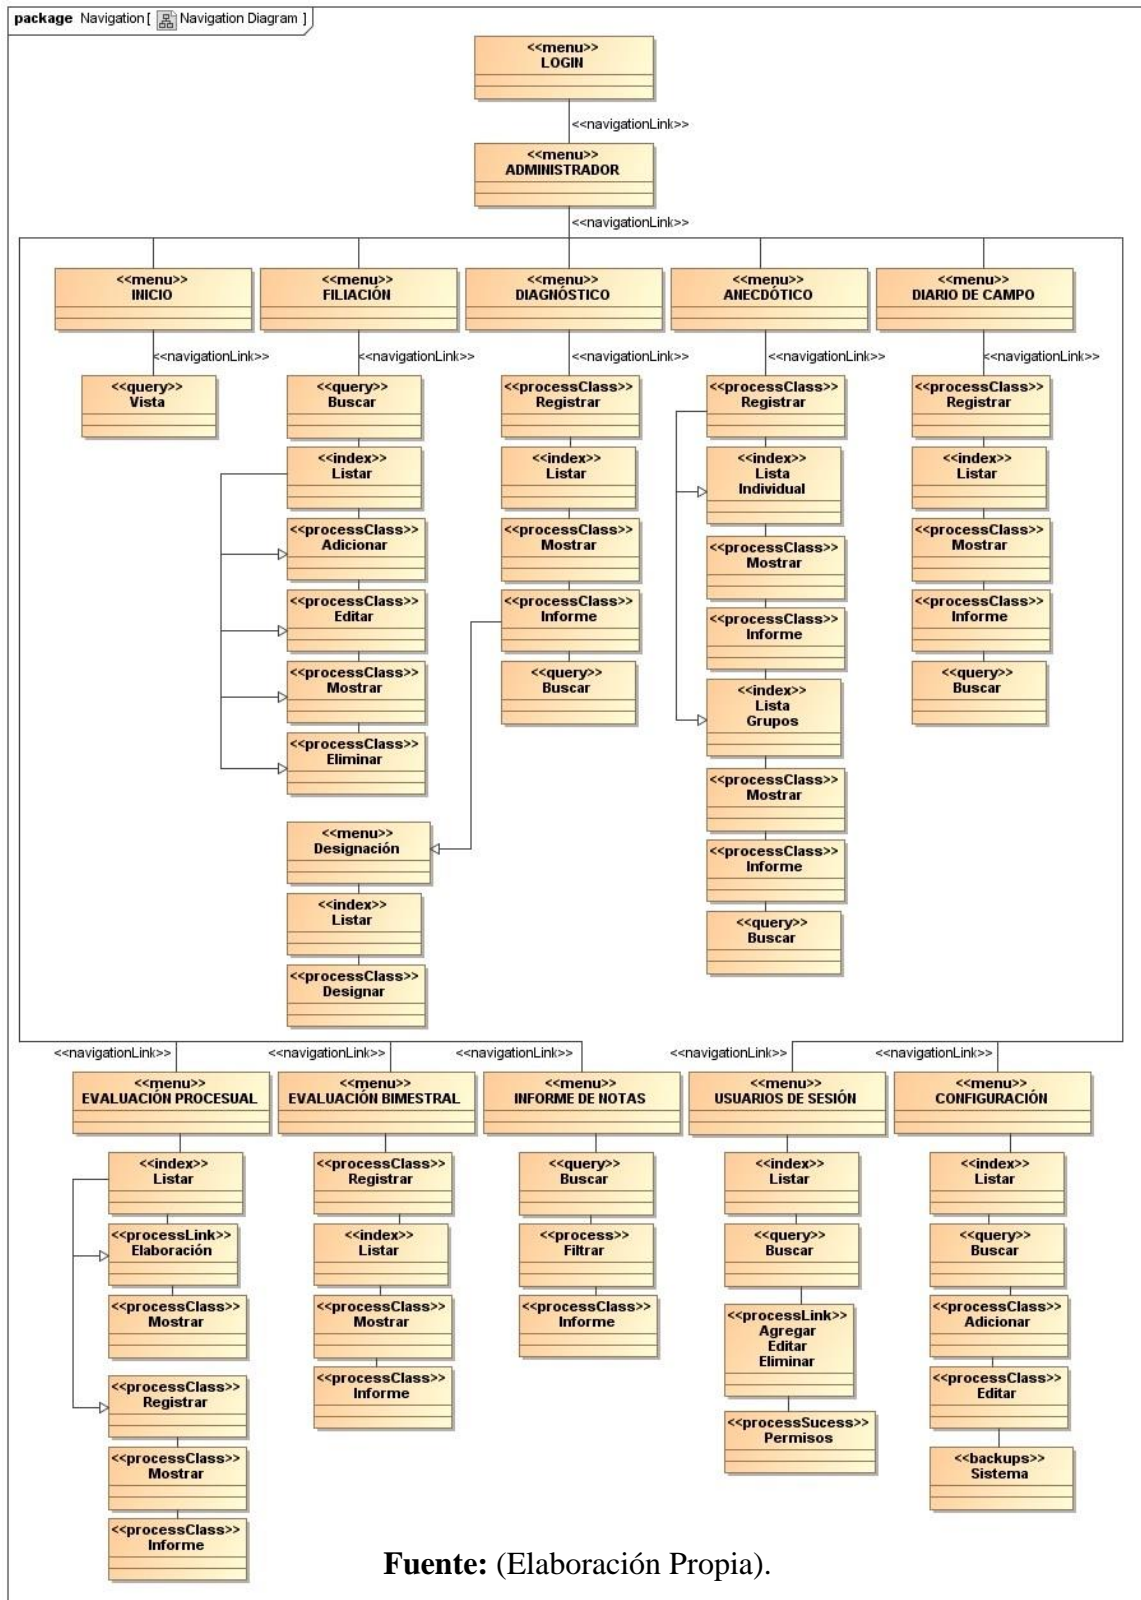 package Navigation [ Navigation Diagram ]
<<menu>>
LOGIN
<<navigationLink>>
<<menu>>
ADMINISTRADOR
<<navigationLink>>
<<menu>>
INICIO
<<navigationLink>>
<<query>>
Vista
<<menu>>
FILIACIÓN
<<navigationLink>>
<<query>>
Buscar
<<index>>
Listar
<<processClass>>
Adicionar
<<processClass>>
Editar
<<processClass>>
Mostrar
<<processClass>>
Eliminar
<<menu>>
Designación
<<index>>
Listar
<<processClass>>
Designar
<<menu>>
DIAGNÓSTICO
<<navigationLink>>
<<processClass>>
Registrar
<<index>>
Listar
<<processClass>>
Mostrar
<<processClass>>
Informe
<<query>>
Buscar
<<menu>>
ANECDÓTICO
<<navigationLink>>
<<processClass>>
Registrar
<<index>>
Lista
Individual
<<processClass>>
Mostrar
<<processClass>>
Informe
<<index>>
Lista
Grupos
<<processClass>>
Mostrar
<<processClass>>
Informe
<<query>>
Buscar
<<menu>>
DIARIO DE CAMPO
<<navigationLink>>
<<processClass>>
Registrar
<<index>>
Listar
<<processClass>>
Mostrar
<<processClass>>
Informe
<<query>>
Buscar
<<navigationLink>>
<<menu>>
EVALUACIÓN PROCESUAL
<<index>>
Listar
<<processLink>>
Elaboración
<<processClass>>
Mostrar
<<processClass>>
Registrar
<<processClass>>
Mostrar
<<processClass>>
Informe
<<navigationLink>>
<<menu>>
EVALUACIÓN BIMESTRAL
<<processClass>>
Registrar
<<index>>
Listar
<<processClass>>
Mostrar
<<processClass>>
Informe
<<navigationLink>>
<<menu>>
INFORME DE NOTAS
<<query>>
Buscar
<<process>>
Filtrar
<<processClass>>
Informe
<<navigationLink>>
<<menu>>
USUARIOS DE SESIÓN
<<index>>
Listar
<<query>>
Buscar
<<processLink>>
Agregar
Editar
Eliminar
<<processSucess>>
Permisos
<<navigationLink>>
<<menu>>
CONFIGURACIÓN
<<index>>
Listar
<<query>>
Buscar
<<processClass>>
Adicionar
<<processClass>>
Editar
<<backups>>
Sistema
Fuente: (Elaboración Propia).